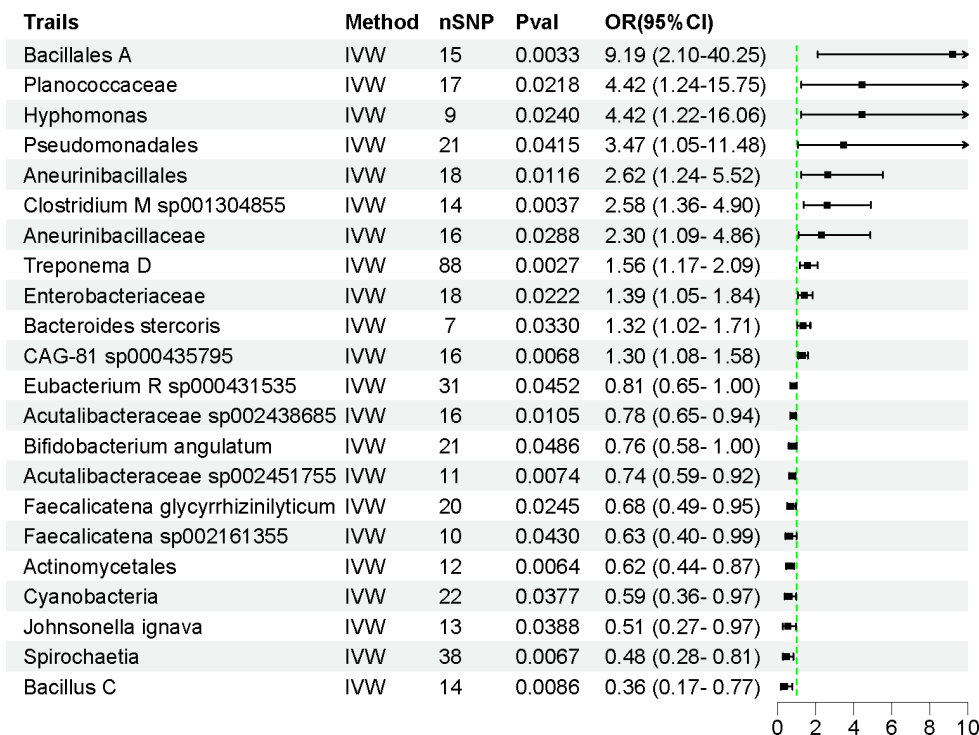 Trails Method nSNP Pval OR(95%CI)
Bacillales A IVW 15 0.0033 9.19 (2.10-40.25)
Planococcaceae IVW 17 0.0218 4.42 (1.24-15.75)
Hyphomonas IVW 9 0.0240 4.42 (1.22-16.06)
Pseudomonadales IVW 21 0.0415 3.47 (1.05-11.48)
Aneurinibacillales IVW 18 0.0116 2.62 (1.24- 5.52)
Clostridium M sp001304855 IVW 14 0.0037 2.58 (1.36- 4.90)
Aneurinibacillaceae IVW 16 0.0288 2.30 (1.09- 4.86)
Treponema D IVW 88 0.0027 1.56 (1.17- 2.09)
Enterobacteriaceae IVW 18 0.0222 1.39 (1.05- 1.84)
Bacteroides stercoris IVW 7 0.0330 1.32 (1.02- 1.71)
CAG-81 sp000435795 IVW 16 0.0068 1.30 (1.08- 1.58)
Eubacterium R sp000431535 IVW 31 0.0452 0.81 (0.65- 1.00)
Acutalibacteraceae sp002438685 IVW 16 0.0105 0.78 (0.65- 0.94)
Bifidobacterium angulatum IVW 21 0.0486 0.76 (0.58- 1.00)
Acutalibacteraceae sp002451755 IVW 11 0.0074 0.74 (0.59- 0.92)
Faecalicatena glycyrrhizinilyticum IVW 20 0.0245 0.68 (0.49- 0.95)
Faecalicatena sp002161355 IVW 10 0.0430 0.63 (0.40- 0.99)
Actinomycetales IVW 12 0.0064 0.62 (0.44- 0.87)
Cyanobacteria IVW 22 0.0377 0.59 (0.36- 0.97)
Johnsonella ignava IVW 13 0.0388 0.51 (0.27- 0.97)
Spirochaetia IVW 38 0.0067 0.48 (0.28- 0.81)
Bacillus C IVW 14 0.0086 0.36 (0.17- 0.77)
0 2 4 6 8 10